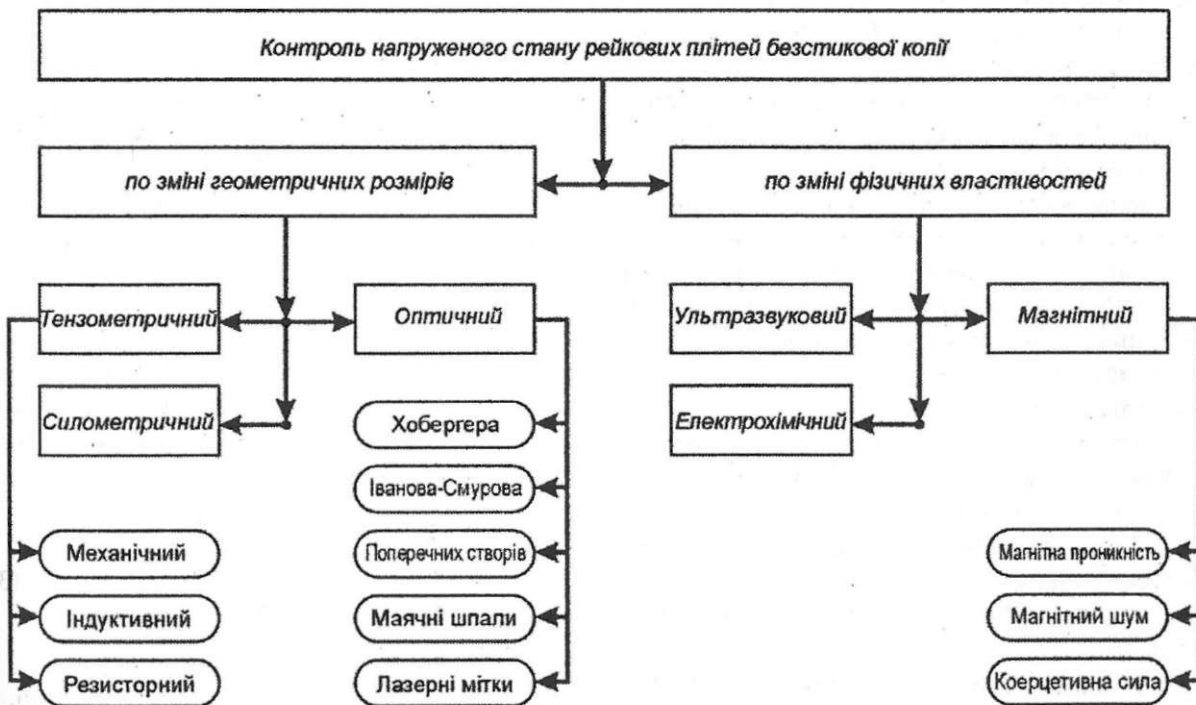 Контроль напруженого стану рейкових плітей безстикової колії
по зміні геометричних розмірів
по зміні фізичних властивостей
Тензометричний
Оптичний
Ультразвуковий
Магнітний
Силометричний
Хобергера
Електрохімічний
Іванова-Смурова
Механічний
Поперечних створів
Магнітна проникність
Індуктивний
Маячні шпали
Магнітний шум
Резисторний
Лазерні мітки
Коерцетивна сила